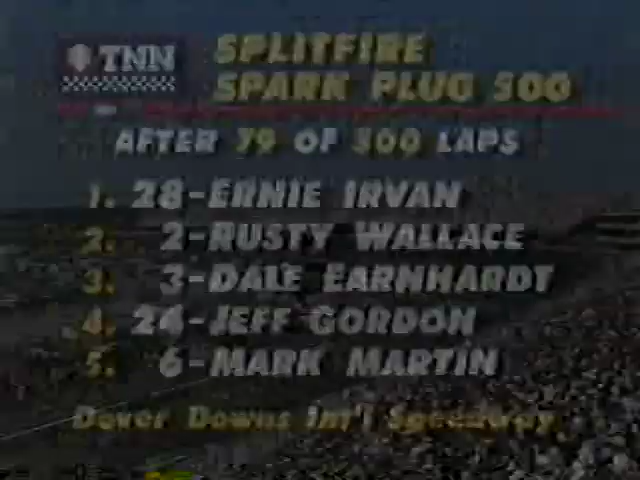 TNN SPLITFIRE
SPARK PLUG 500
AFTER 79 OF 500 LAPS
1. 28-ERNIE IRVAN
2. 2-RUSTY WALLACE
3. 3-DALE EARNHARDT
4. 24-JEFF GORDON
5. 6-MARK MARTIN
Dover Downs Int'l Speedway